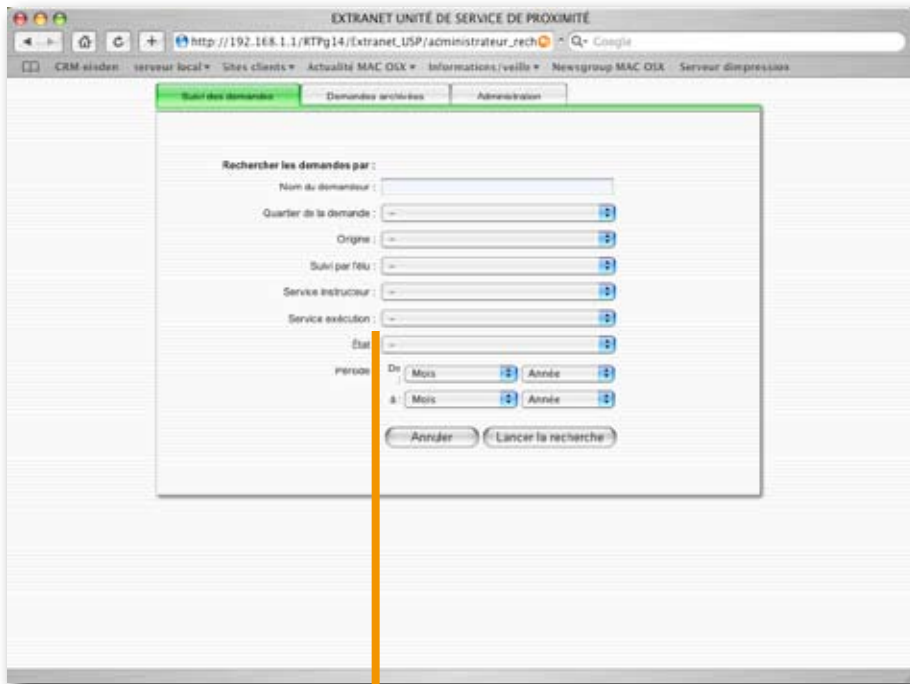 EXTRANET UNITÉ DE SERVICE DE PROXIMITÉ
http://192.168.1.1/RTPg14/Extranet_USP/administrateur_rech Q- Google
serveur local Sites clients Actualité MAC OSX Informations/veille Newsgroup MAC OSX Serveur dimpression
Suivi des demandes Demandes archivées Administration
Rechercher les demandes par :
Nom du demandeur :
Quartier de la demande : --
Origine : --
Suivi par l'élu : --
Service instructeur : --
Service exécution : --
État --
Période De : Mois Année
à : Mois Année
Annuler Lancer la recherche